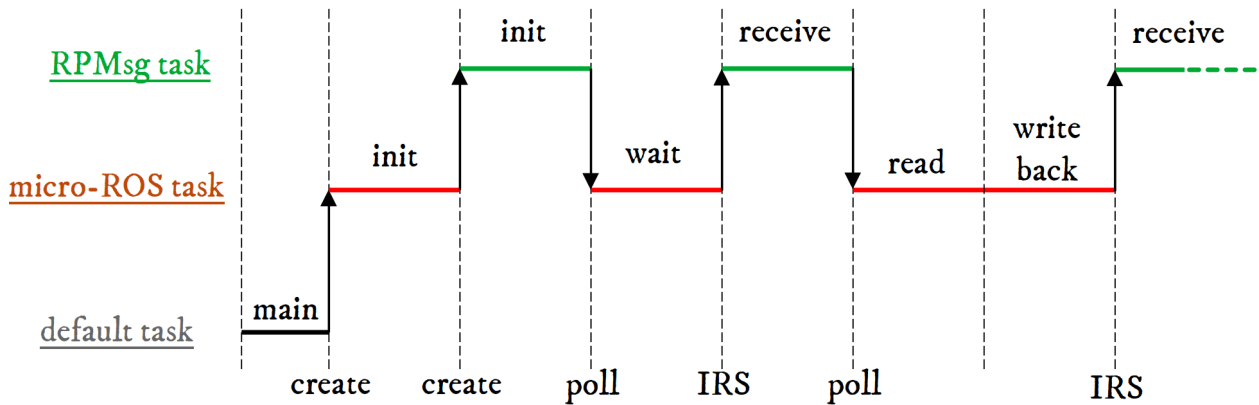 init
receive
receive
RPMsg task
init
wait
read
write
back
micro-ROS task
main
default task
create
create
poll
IRS
poll
IRS